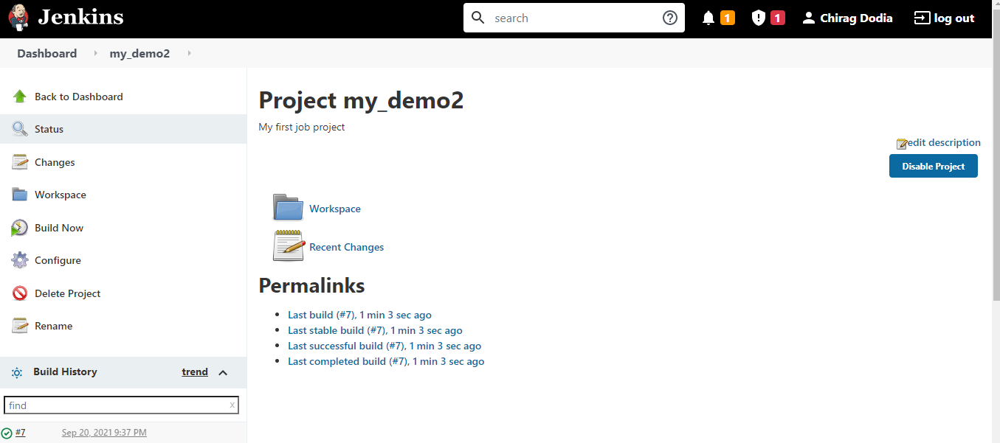 Jenkins
search
1
1
Chirag Dodia
log out
Dashboard
my_demo2
Back to Dashboard
Status
Changes
Workspace
Build Now
Configure
Delete Project
Rename
Build History
trend
find
x
#7
Sep 20, 2021 9:37 PM
Project my_demo2
My first job project
edit description
Disable Project
Workspace
Recent Changes
Permalinks
Last build (#7), 1 min 3 sec ago
Last stable build (#7), 1 min 3 sec ago
Last successful build (#7), 1 min 3 sec ago
Last completed build (#7), 1 min 3 sec ago